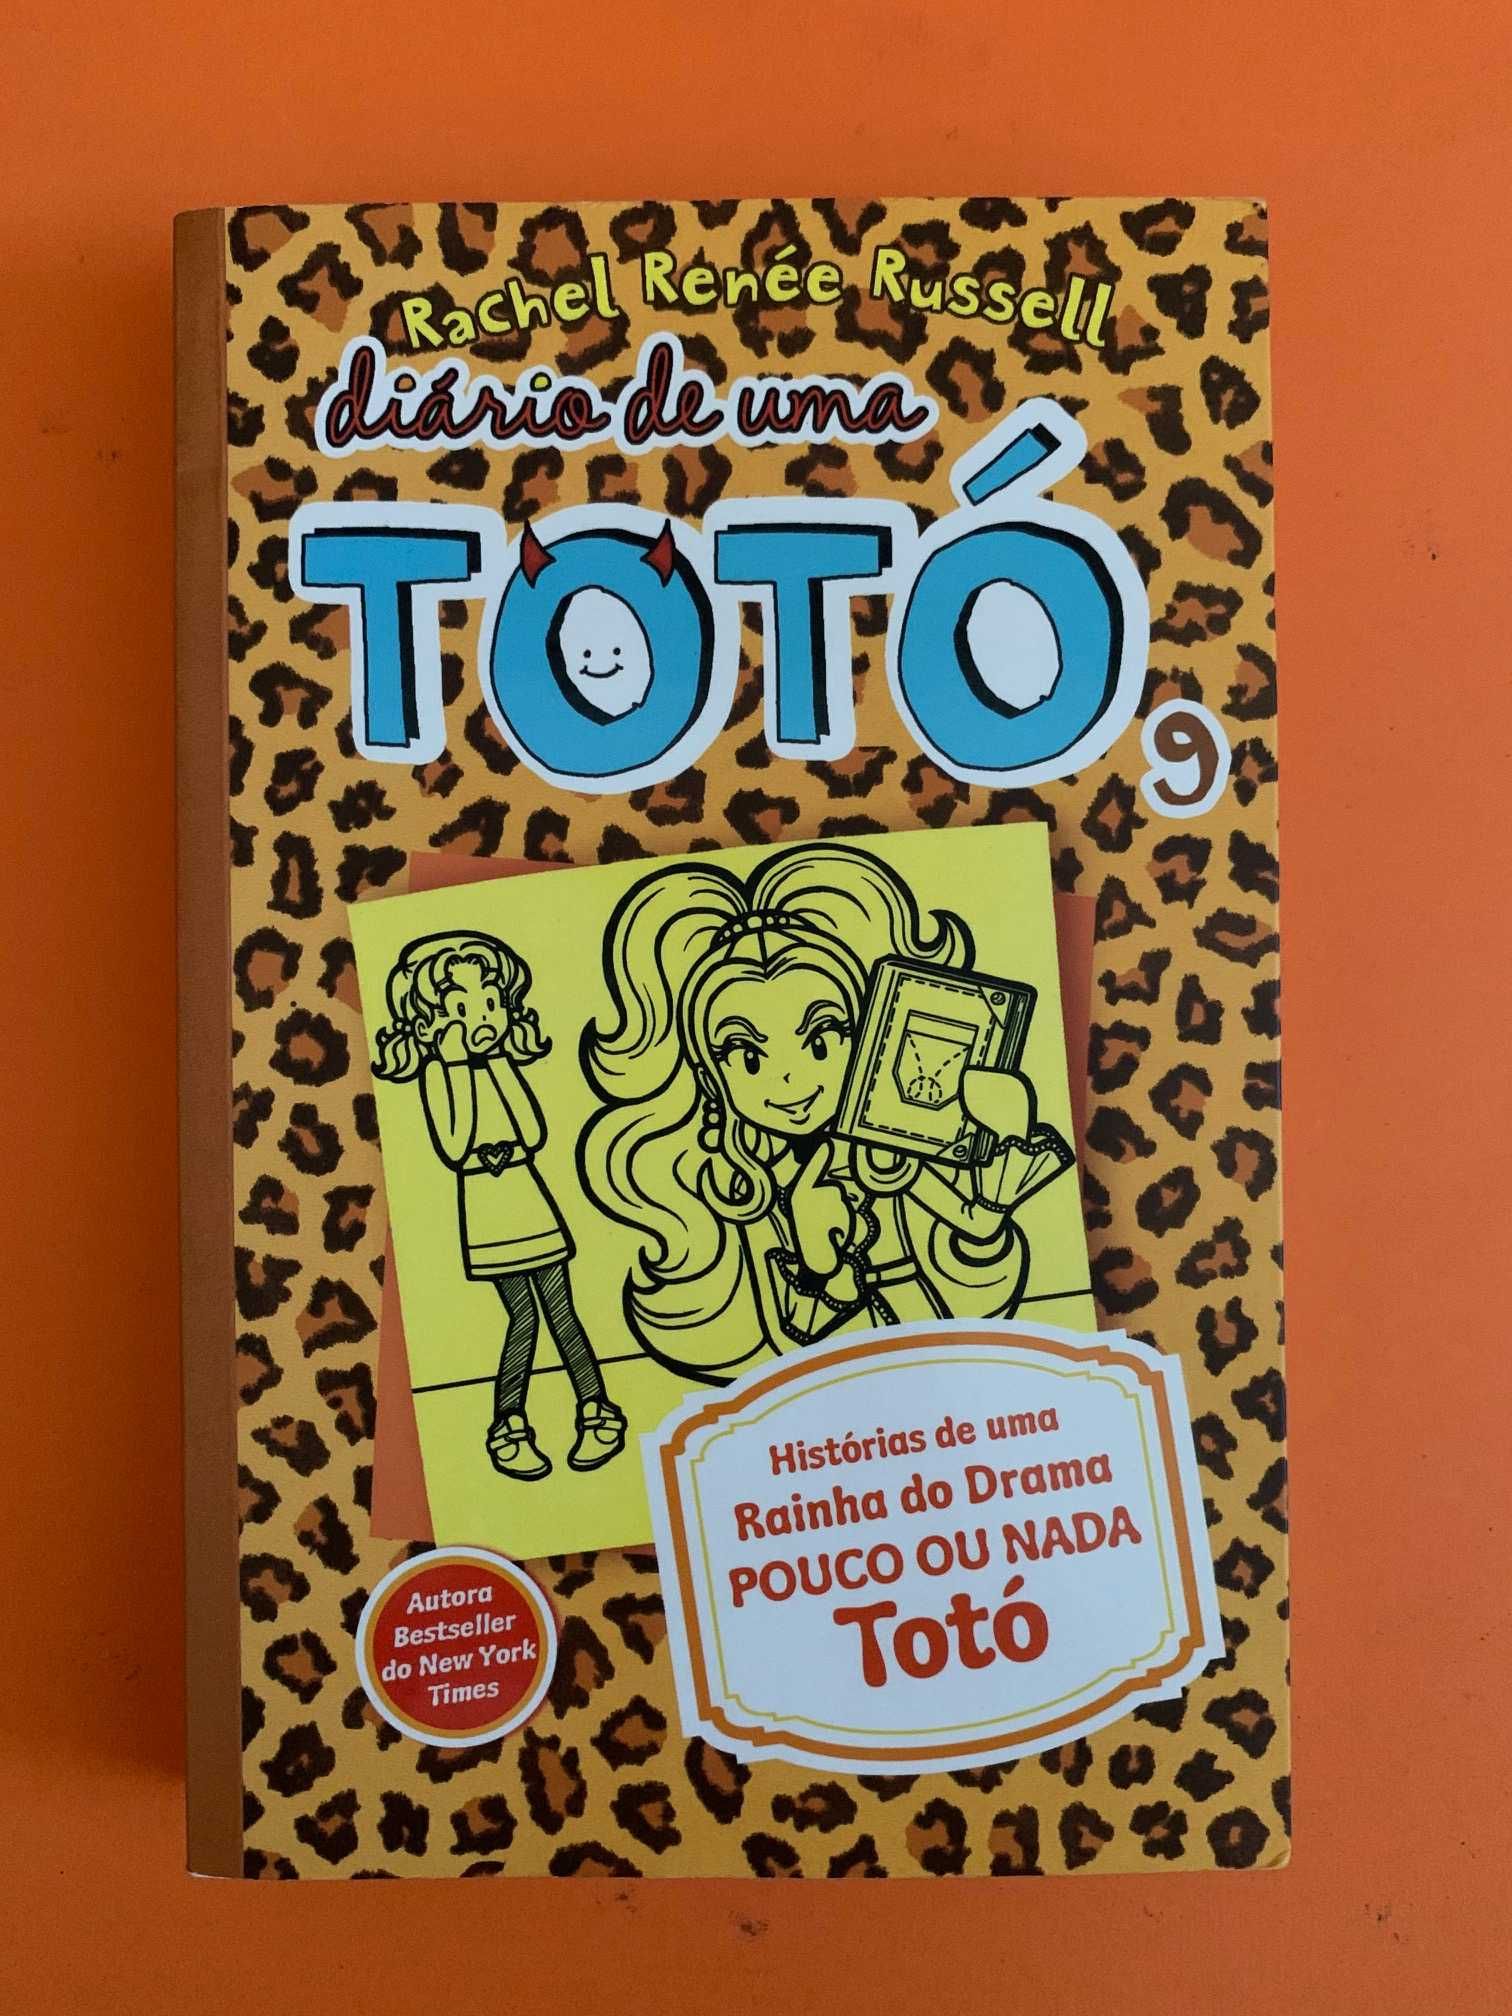 Rachel Renée Russell
diário de uma
TOTÓ
9
Histórias de uma
Rainha do Drama
POUCO OU NADA
Totó
Autora
Bestseller
do New York
Times